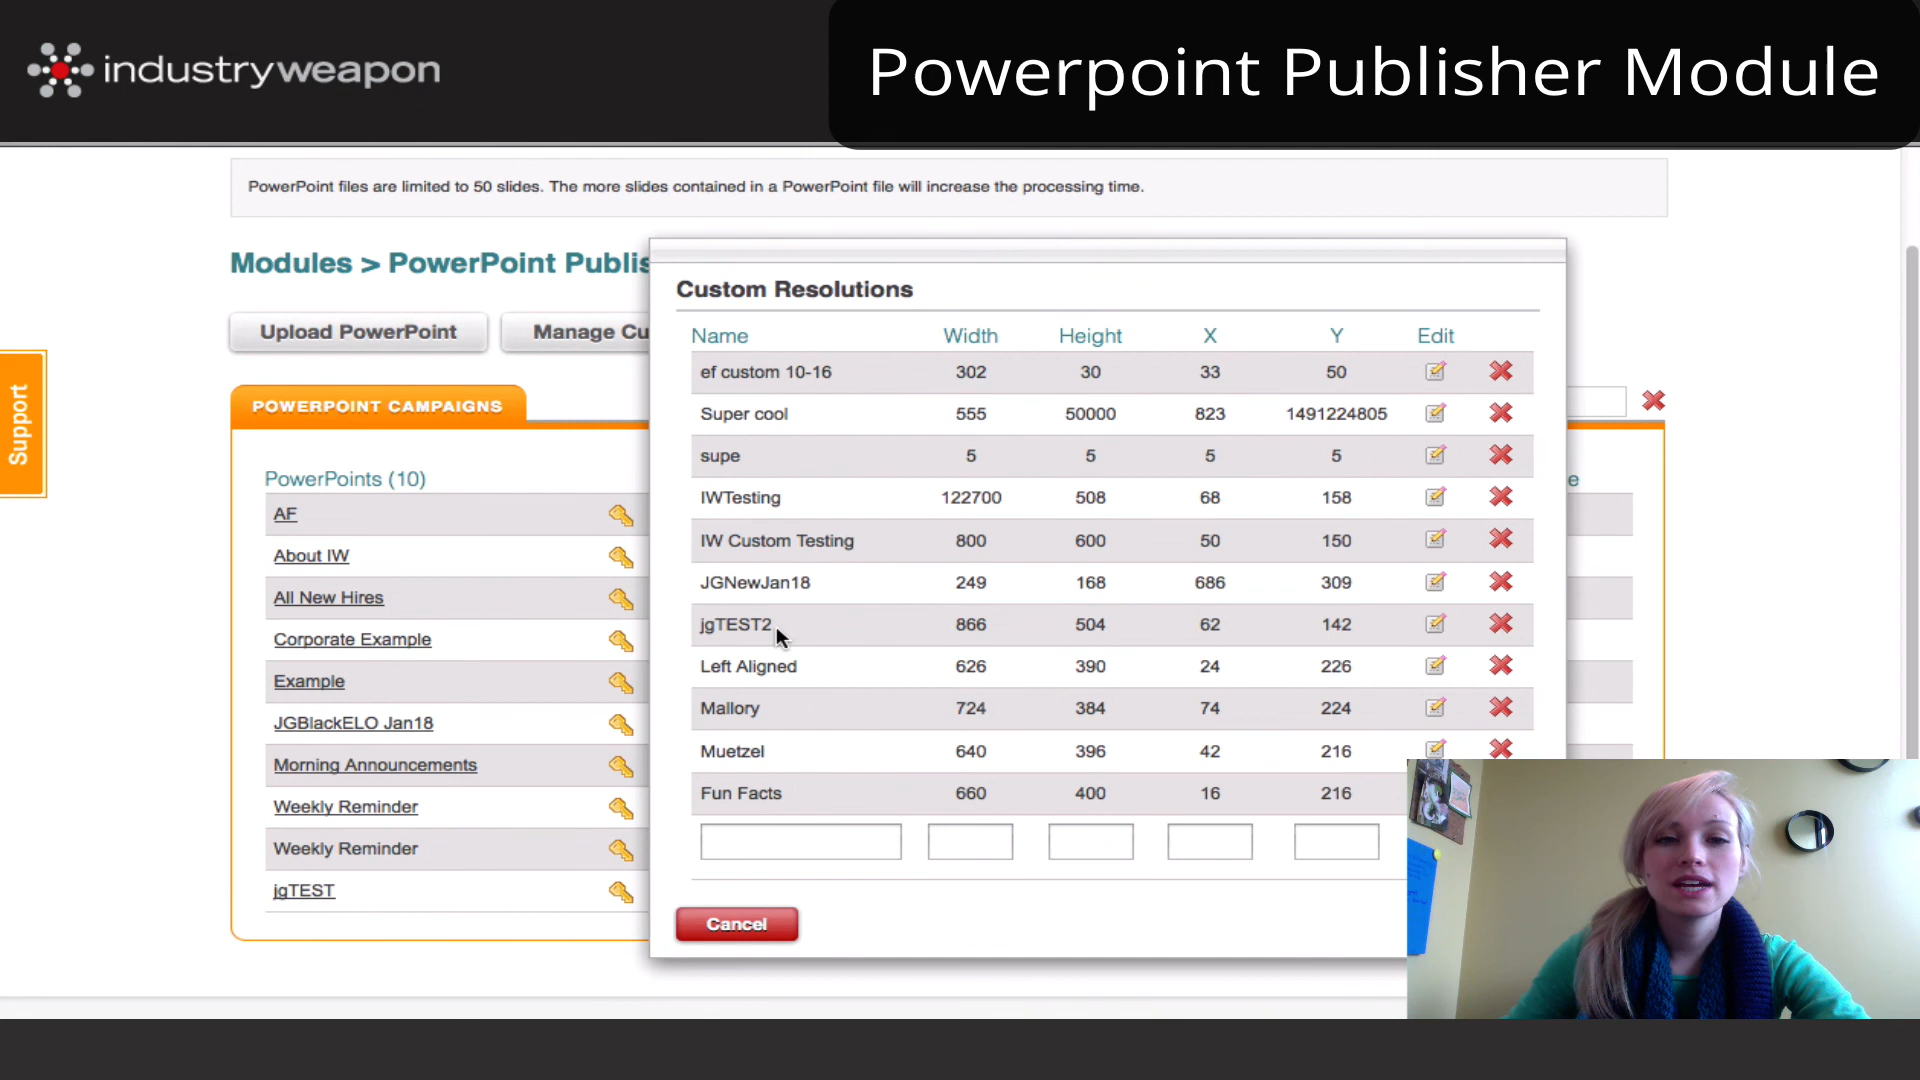 industryweapon
Powerpoint Publisher Module
PowerPoint files are limited to 50 slides. The more slides contained in a PowerPoint file will increase the processing time.
Modules > PowerPoint Publis
Upload PowerPoint
Manage Cu
Support
POWERPOINT CAMPAIGNS
PowerPoints (10)
AF
About IW
All New Hires
Corporate Example
Example
JGBlackELO Jan18
Morning Announcements
Weekly Reminder
Weekly Reminder
jgTEST
Custom Resolutions
Name Width Height X Y Edit
ef custom 10-16 302 30 33 50
Super cool 555 50000 823 1491224805
supe 5 5 5 5
IWTesting 122700 508 68 158
IW Custom Testing 800 600 50 150
JGNewJan18 249 168 686 309
jgTEST2 866 504 62 142
Left Aligned 626 390 24 226
Mallory 724 384 74 224
Muetzel 640 396 42 216
Fun Facts 660 400 16 216
Cancel
e